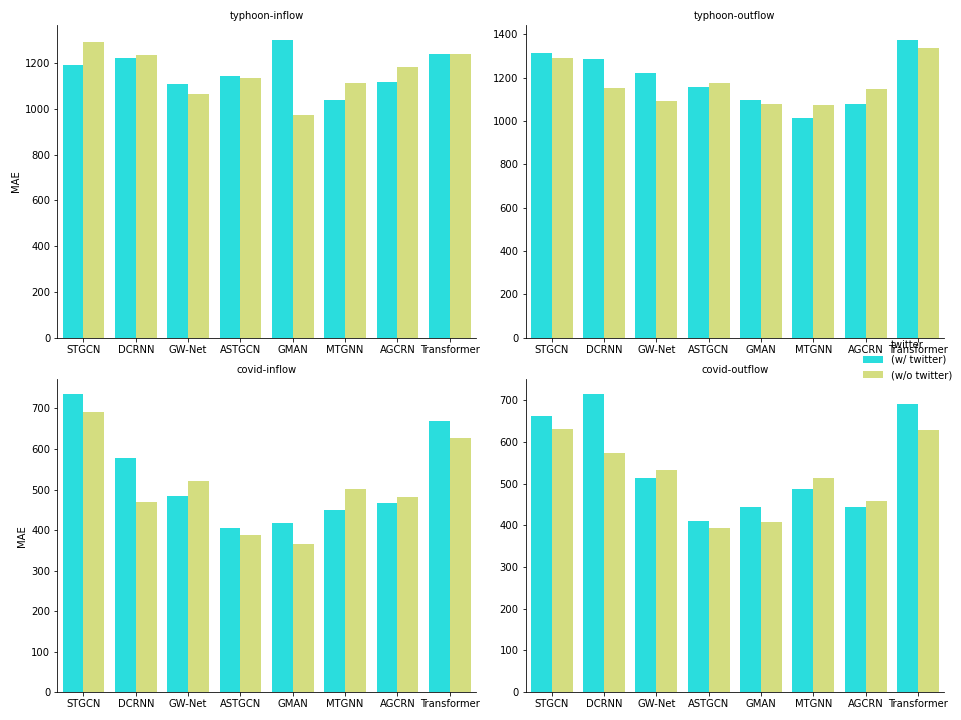 typhoon-inflow
MAE
1200
1000
800
600
400
200
0
STGCN DCRNN GW-Net ASTGCN GMAN MTGNN AGCRN Transformer
typhoon-outflow
1400
1200
1000
800
600
400
200
0
STGCN DCRNN GW-Net ASTGCN GMAN MTGNN AGCRN Transformer
twitter
(w/ twitter)
(w/o twitter)
covid-inflow
MAE
700
600
500
400
300
200
100
0
STGCN DCRNN GW-Net ASTGCN GMAN MTGNN AGCRN Transformer
covid-outflow
700
600
500
400
300
200
100
0
STGCN DCRNN GW-Net ASTGCN GMAN MTGNN AGCRN Transformer